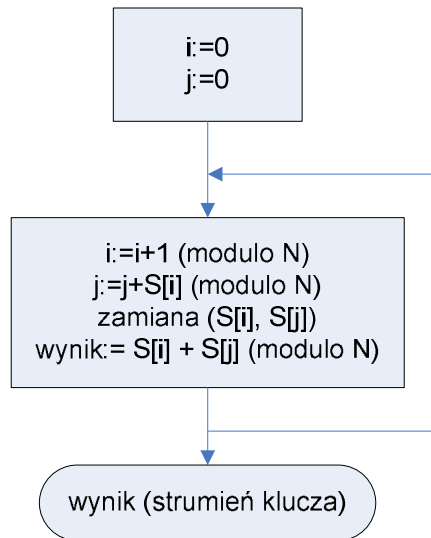 i:=0
j:=0
i:=i+1 (modulo N)
j:=j+S[i] (modulo N)
zamiana (S[i], S[j])
wynik:= S[i] + S[j] (modulo N)
wynik (strumień klucza)